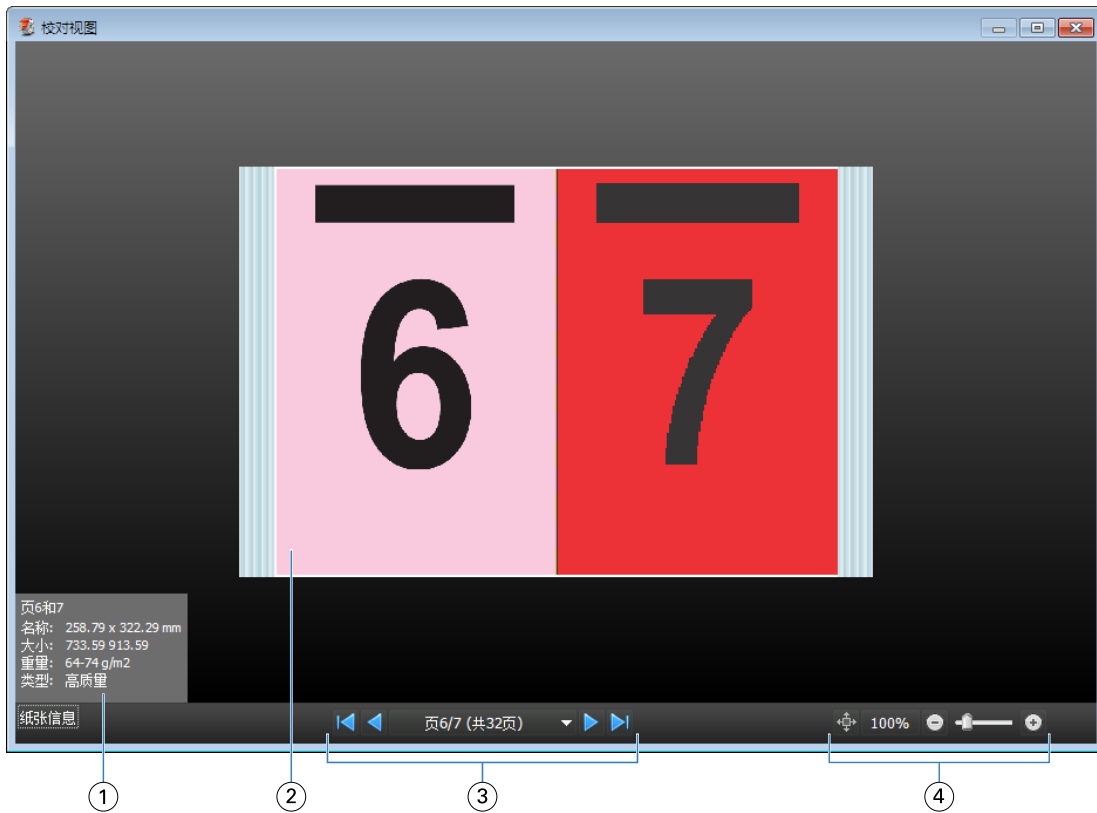 校对视图
6
7
页6和7
名称: 258.79 x 322.29 mm
大小: 733.59 913.59
重量: 64-74 g/m2
类型: 高质量
纸张信息
页6/7 (共32页)
100%
1
2
3
4